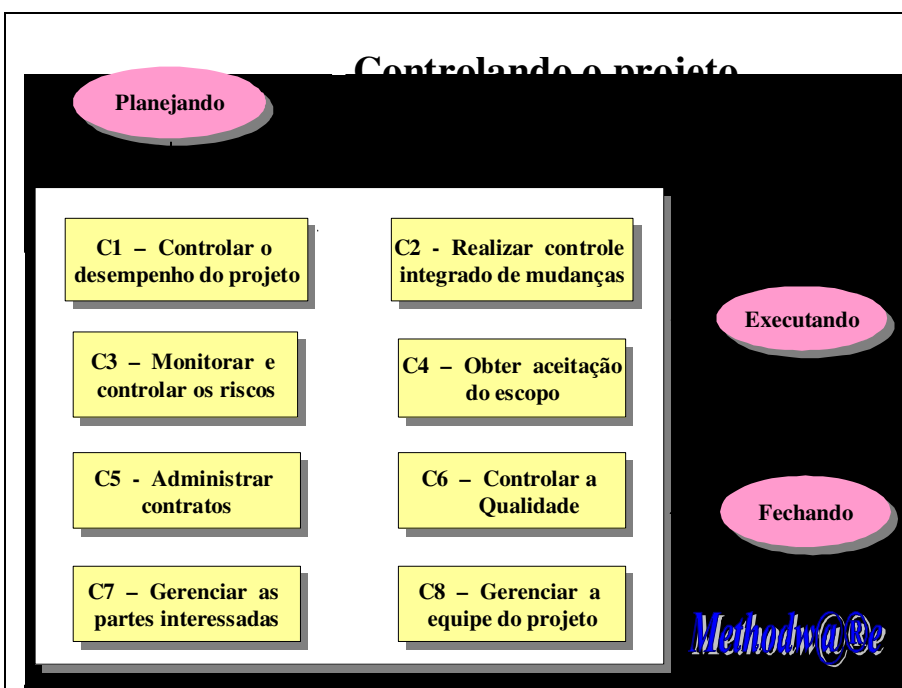 Controlando o projeto
Planejando
C1 – Controlar o
desempenho do projeto
C2 - Realizar controle
integrado de mudanças
Executando
C3 – Monitorar e
controlar os riscos
C4 – Obter aceitação
do escopo
C5 - Administrar
contratos
C6 – Controlar a
Qualidade
Fechando
C7 – Gerenciar as
partes interessadas
C8 – Gerenciar a
equipe do projeto
Methodw@®e